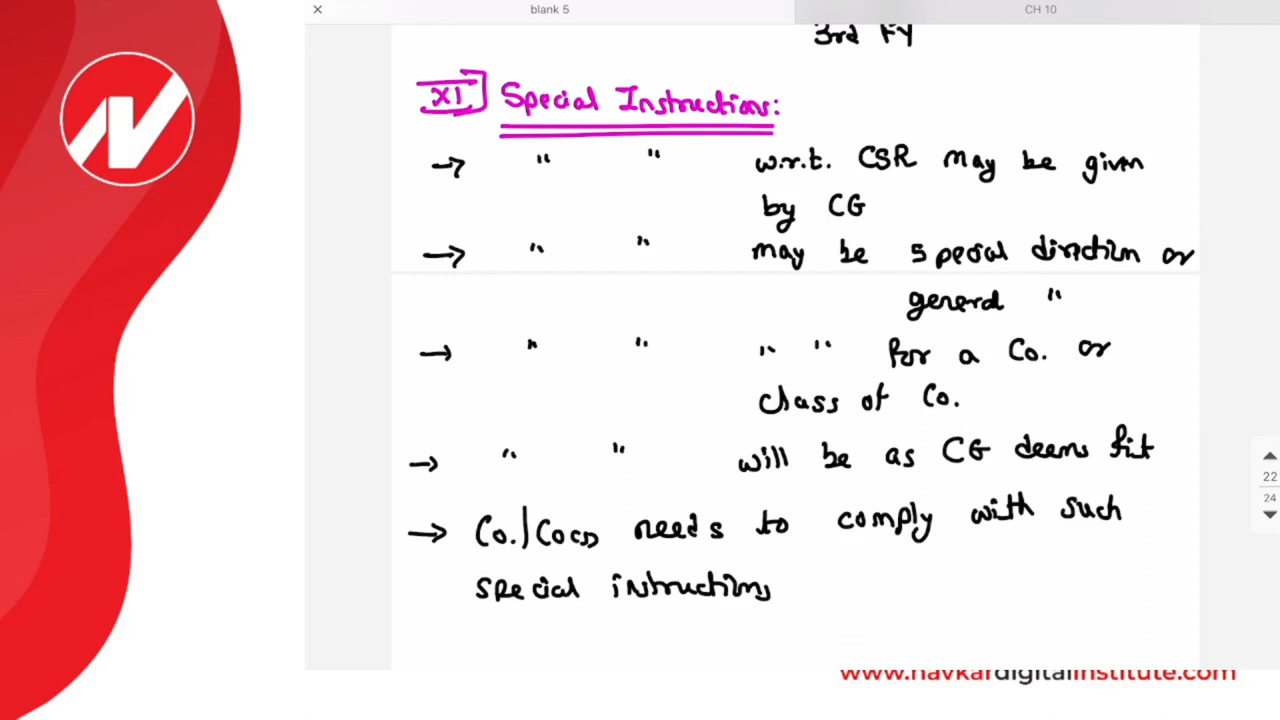 blank 5
CH 10
3rd FY
XI Special Instructions:
→ " " w.r.t. CSR may be given
by CG
→ " " may be special direction or
general "
→ " " " " for a Co. or
class of Co.
→ " " will be as CG deems fit
→ Co./Cocs needs to comply with such
special instructions
22
24
www.navkardigitalinstitute.com